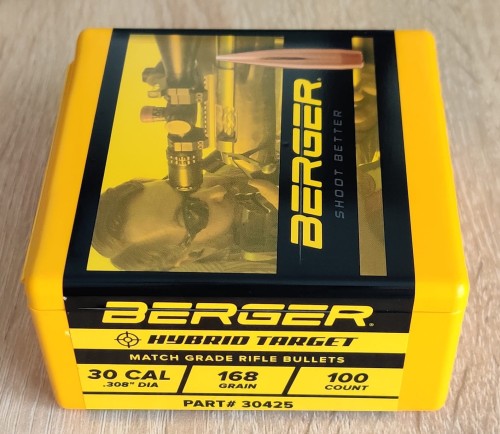 BERGER®
SHOOT BETTER
BERGER®
HYBRID TARGET
MATCH GRADE RIFLE BULLETS
30 CAL 168 100
.308" DIA GRAIN COUNT
PART# 30425